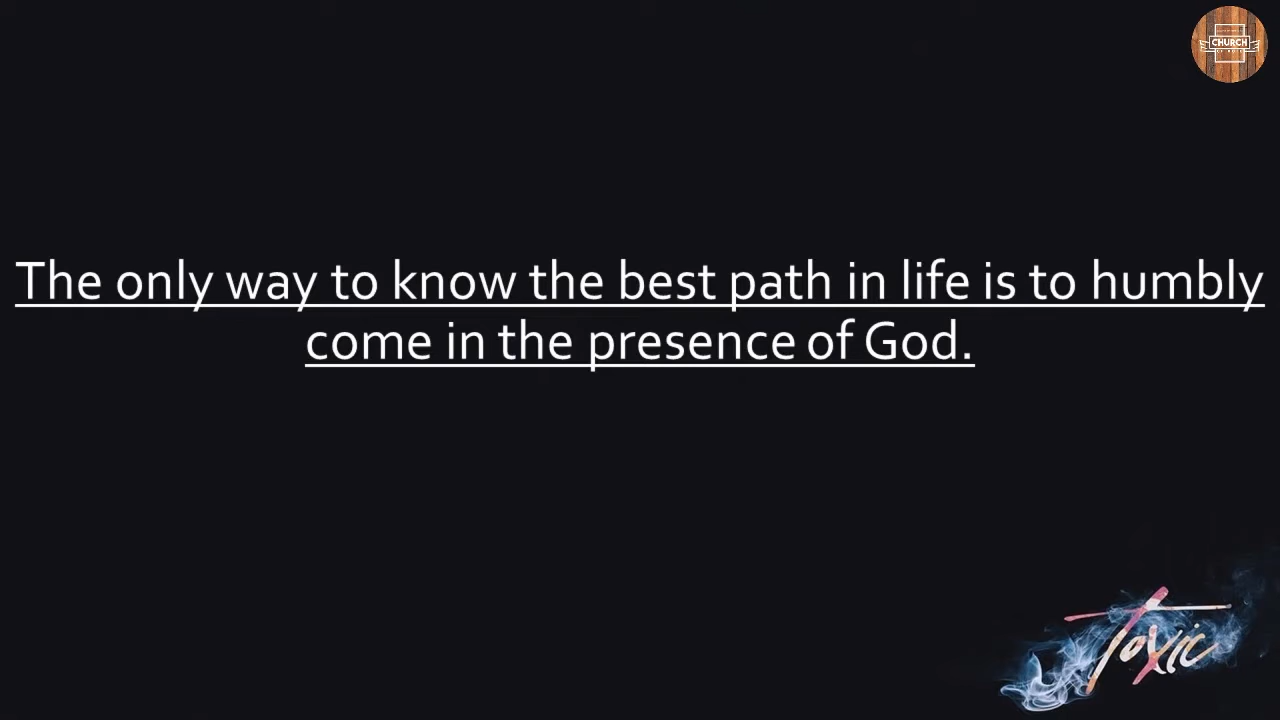 CHURCH
The only way to know the best path in life is to humbly
come in the presence of God.
Toxic